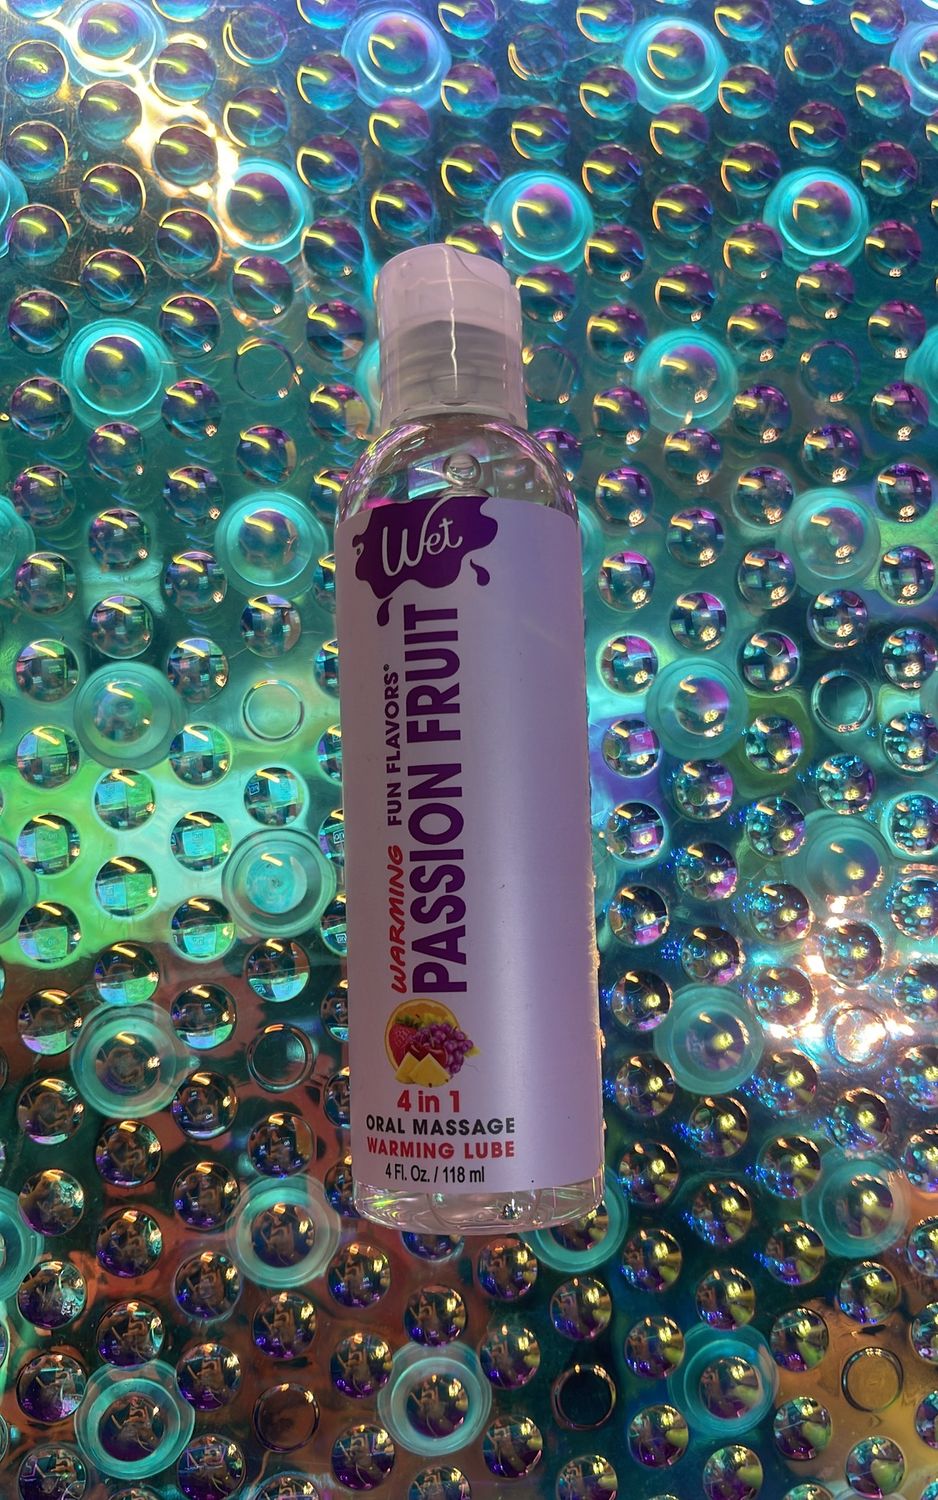 Wet
WARMING FUN FLAVORS®
PASSION FRUIT
4 in 1
ORAL MASSAGE
WARMING LUBE
4 Fl. Oz. / 118 ml